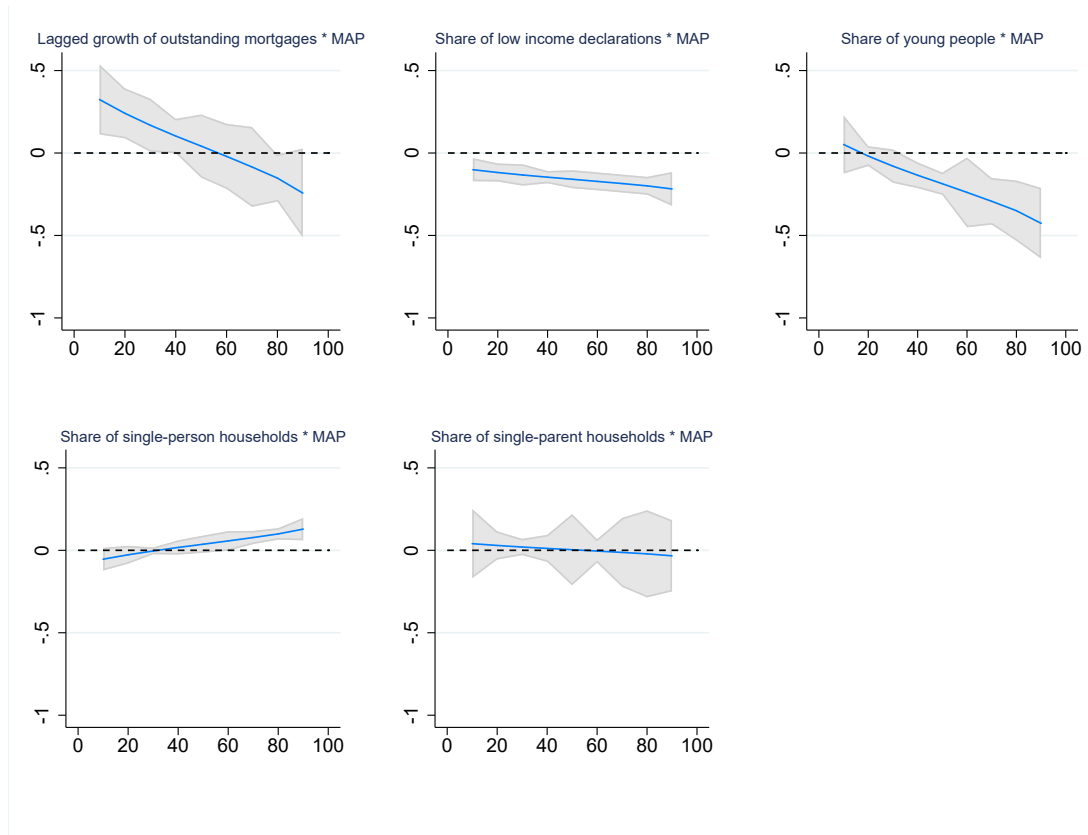 Lagged growth of outstanding mortgages * MAP
.5
0
-.5
-1
0 20 40 60 80 100
Share of low income declarations * MAP
.5
0
-.5
-1
0 20 40 60 80 100
Share of young people * MAP
.5
0
-.5
-1
0 20 40 60 80 100
Share of single-person households * MAP
.5
0
-.5
-1
0 20 40 60 80 100
Share of single-parent households * MAP
.5
0
-.5
-1
0 20 40 60 80 100